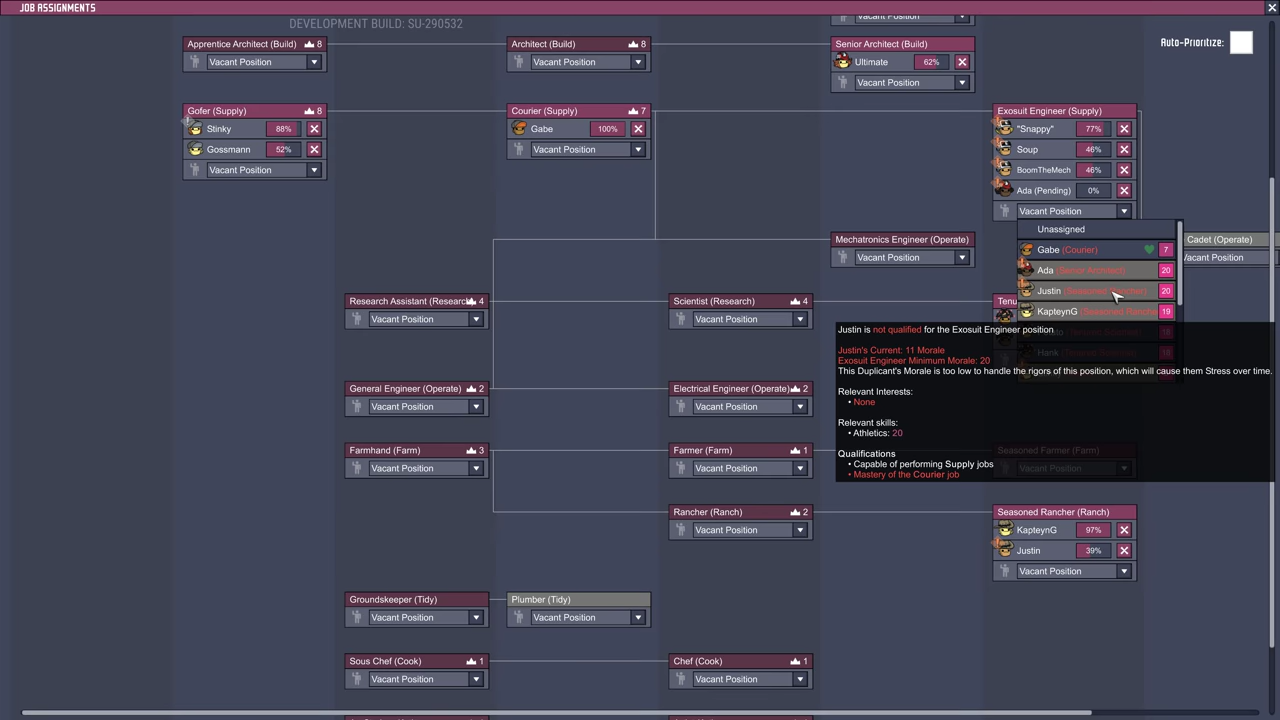 JOB ASSIGNMENTS
DEVELOPMENT BUILD: SU-290532
Vacant Position
Auto-Prioritize:
Apprentice Architect (Build) 8
Vacant Position
Architect (Build) 8
Vacant Position
Senior Architect (Build)
Ultimate 62%
Vacant Position
Gofer (Supply) 8
Stinky 88%
Gossmann 52%
Vacant Position
Courier (Supply) 7
Gabe 100%
Vacant Position
Exosuit Engineer (Supply)
"Snappy" 77%
Soup 46%
BoomTheMech 46%
Ada (Pending) 0%
Vacant Position
Unassigned
Gabe (Courier) 7
Ada (Senior Architect) 20
Justin (Seasoned Rancher) 20
KapteynG (Seasoned Ranche 19
Hank
Mechatronics Engineer (Operate)
Vacant Position
Cadet (Operate)
Vacant Position
Research Assistant (Research 4
Vacant Position
Scientist (Research) 4
Vacant Position
Tenu
Justin is not qualified for the Exosuit Engineer position
Justin's Current: 11 Morale
Exosuit Engineer Minimum Morale: 20
This Duplicant's Morale is too low to handle the rigors of this position, which will cause them Stress over time.
Relevant Interests:
• None
Relevant skills:
• Athletics: 20
Qualifications
• Capable of performing Supply jobs
• Mastery of the Courier job
General Engineer (Operate) 2
Vacant Position
Electrical Engineer (Operate) 2
Vacant Position
Farmhand (Farm) 3
Vacant Position
Farmer (Farm) 1
Vacant Position
Seasoned Farmer (Farm)
Vacant Position
Rancher (Ranch) 2
Vacant Position
Seasoned Rancher (Ranch)
KapteynG 97%
Justin 39%
Vacant Position
Groundskeeper (Tidy)
Vacant Position
Plumber (Tidy)
Vacant Position
Sous Chef (Cook) 1
Vacant Position
Chef (Cook) 1
Vacant Position